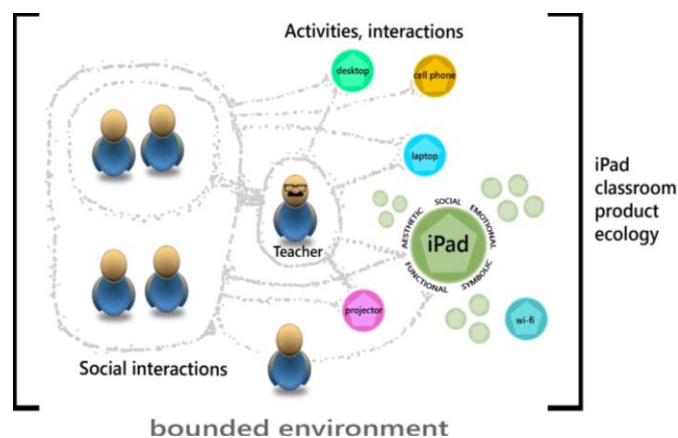 Activities, interactions
desktop
cell phone
laptop
iPad
classroom
product
ecology
AESTHETIC SOCIAL EMOTIONAL
iPad
FUNCTIONAL SYMBOLIC
Teacher
projector
wi-fi
Social interactions
bounded environment